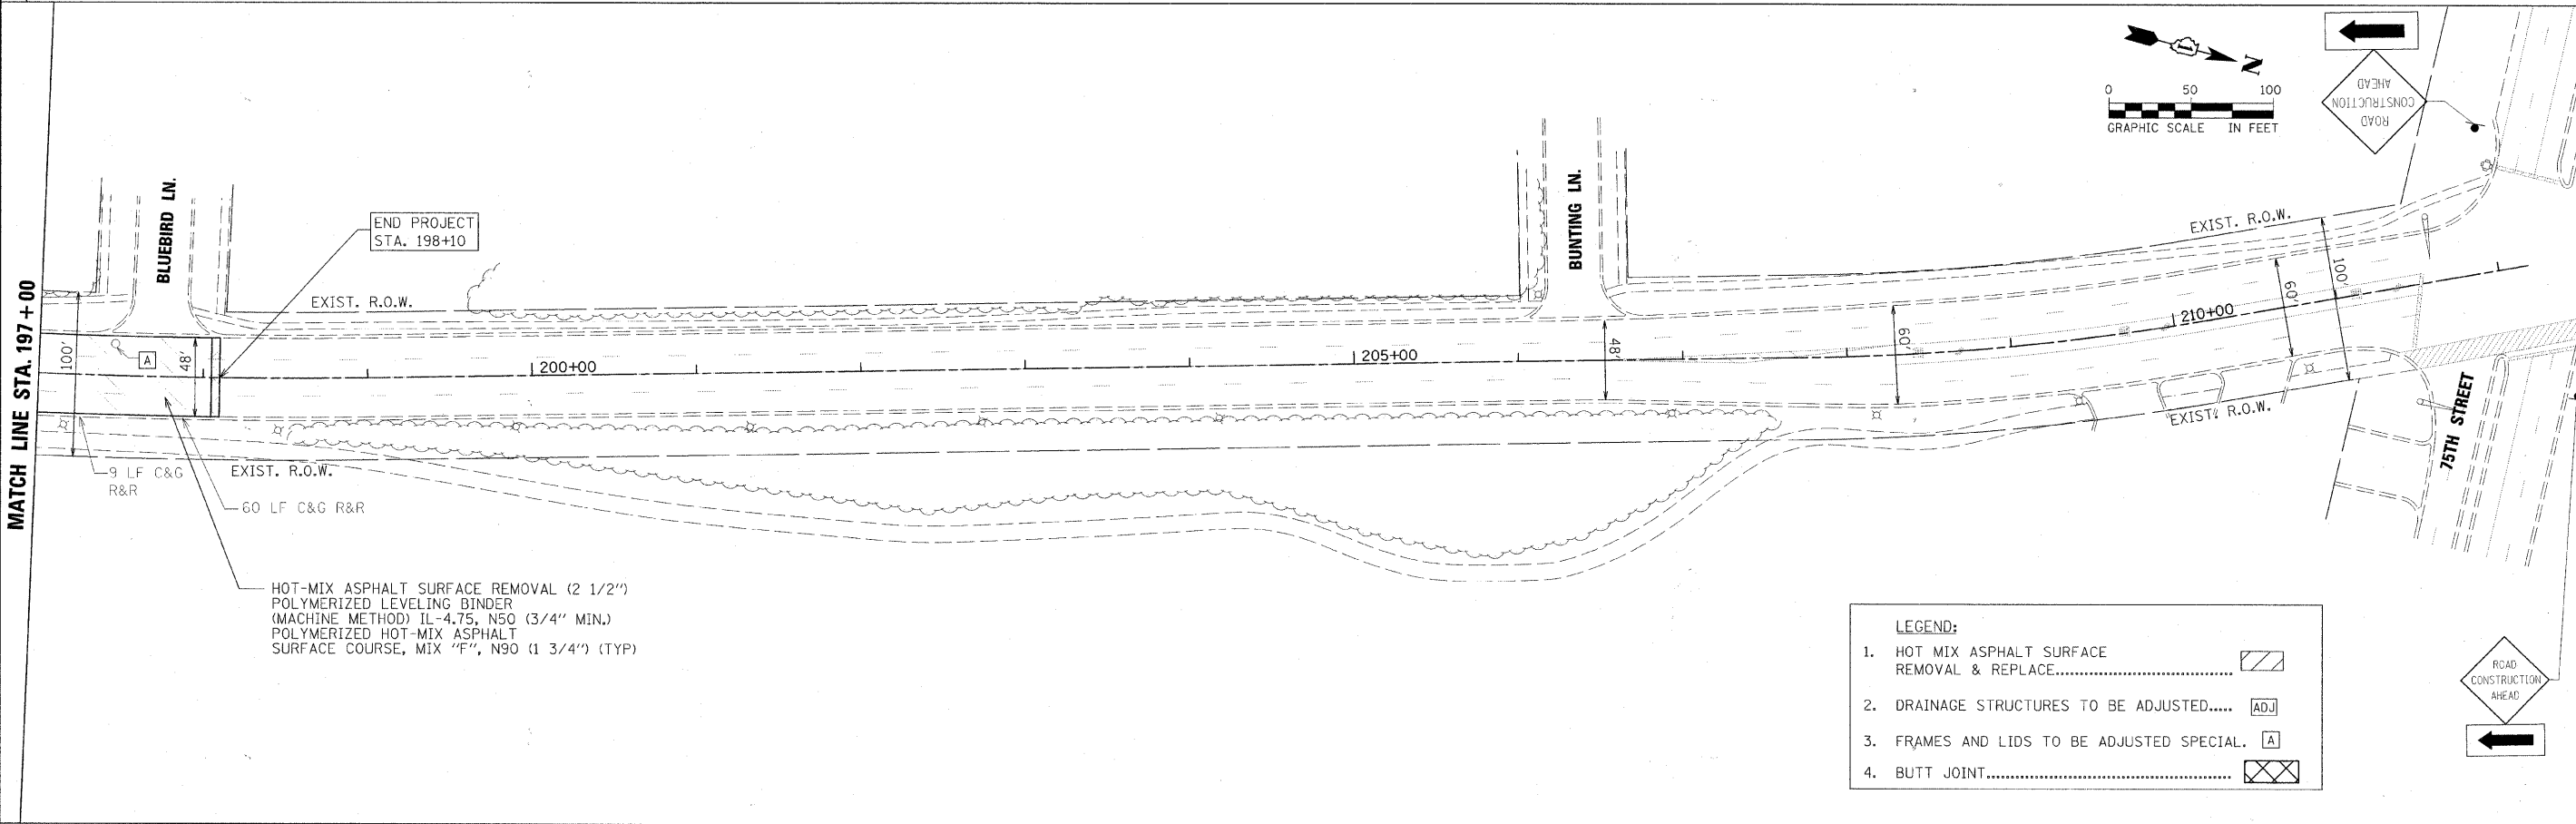 MATCH LINE STA. 197+00
BLUEBIRD LN.
END PROJECT
STA. 198+10
EXIST. R.O.W.
100'
A
48'
200+00
205+00
BUNTING LN.
48'
60'
210+00
60'
100'
EXIST. R.O.W.
EXIST. R.O.W.
75TH STREET
N
0 50 100
GRAPHIC SCALE IN FEET
ROAD
CONSTRUCTION
AHEAD
9 LF C&G
R&R
EXIST. R.O.W.
60 LF C&G R&R
HOT-MIX ASPHALT SURFACE REMOVAL (2 1/2")
POLYMERIZED LEVELING BINDER
(MACHINE METHOD) IL-4.75, N50 (3/4" MIN.)
POLYMERIZED HOT-MIX ASPHALT
SURFACE COURSE, MIX "F", N90 (1 3/4") (TYP)
LEGEND:
1. HOT MIX ASPHALT SURFACE
REMOVAL & REPLACE
2. DRAINAGE STRUCTURES TO BE ADJUSTED..... ADJ
3. FRAMES AND LIDS TO BE ADJUSTED SPECIAL. A
4. BUTT JOINT
ROAD
CONSTRUCTION
AHEAD